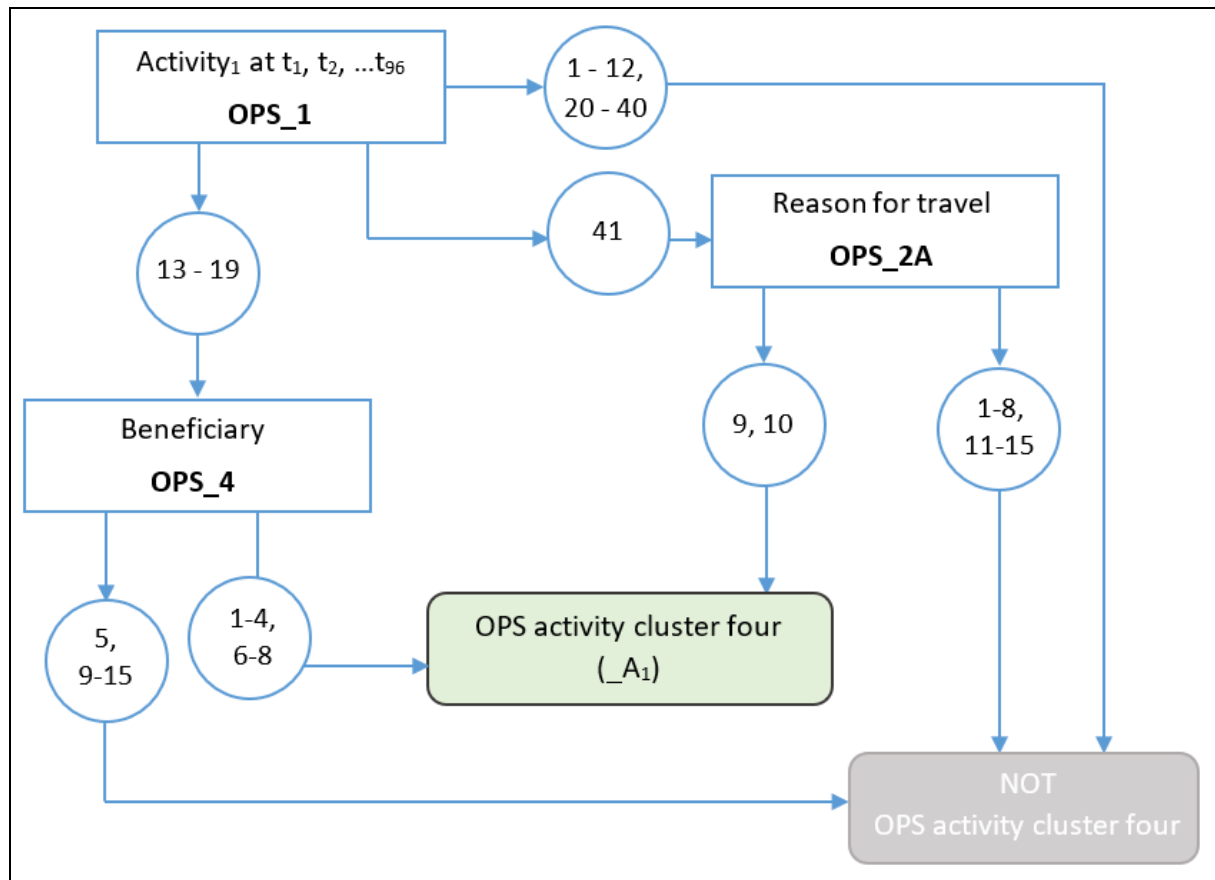 Activity₁ at t₁, t₂, ...t₉₆
OPS_1
1 - 12,
20 - 40
41
Reason for travel
OPS_2A
13 - 19
Beneficiary
OPS_4
9, 10
1-8,
11-15
5,
9-15
1-4,
6-8
OPS activity cluster four
(_A₁)
NOT
OPS activity cluster four